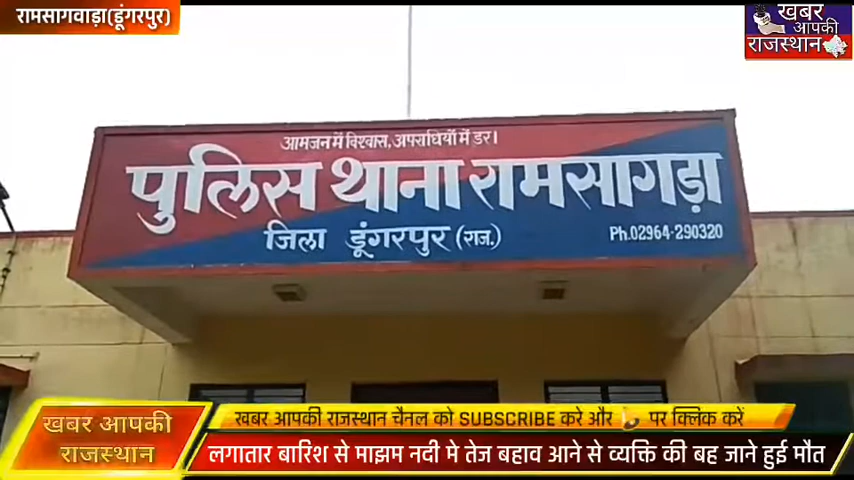 रामसागवाड़ा(डूंगरपुर)
खबर
आपकी
राजस्थान
आमजन में विश्वास, अपराधियों में डर।
पुलिस थाना रामसागड़ा
जिला डूंगरपुर (राज.)
Ph.02964-290320
खबर आपकी
राजस्थान
खबर आपकी राजस्थान चैनल को SUBSCRIBE करे और पर क्लिक करें
लगातार बारिश से माझम नदी मे तेज बहाव आने से व्यक्ति की बह जाने हुई मौत